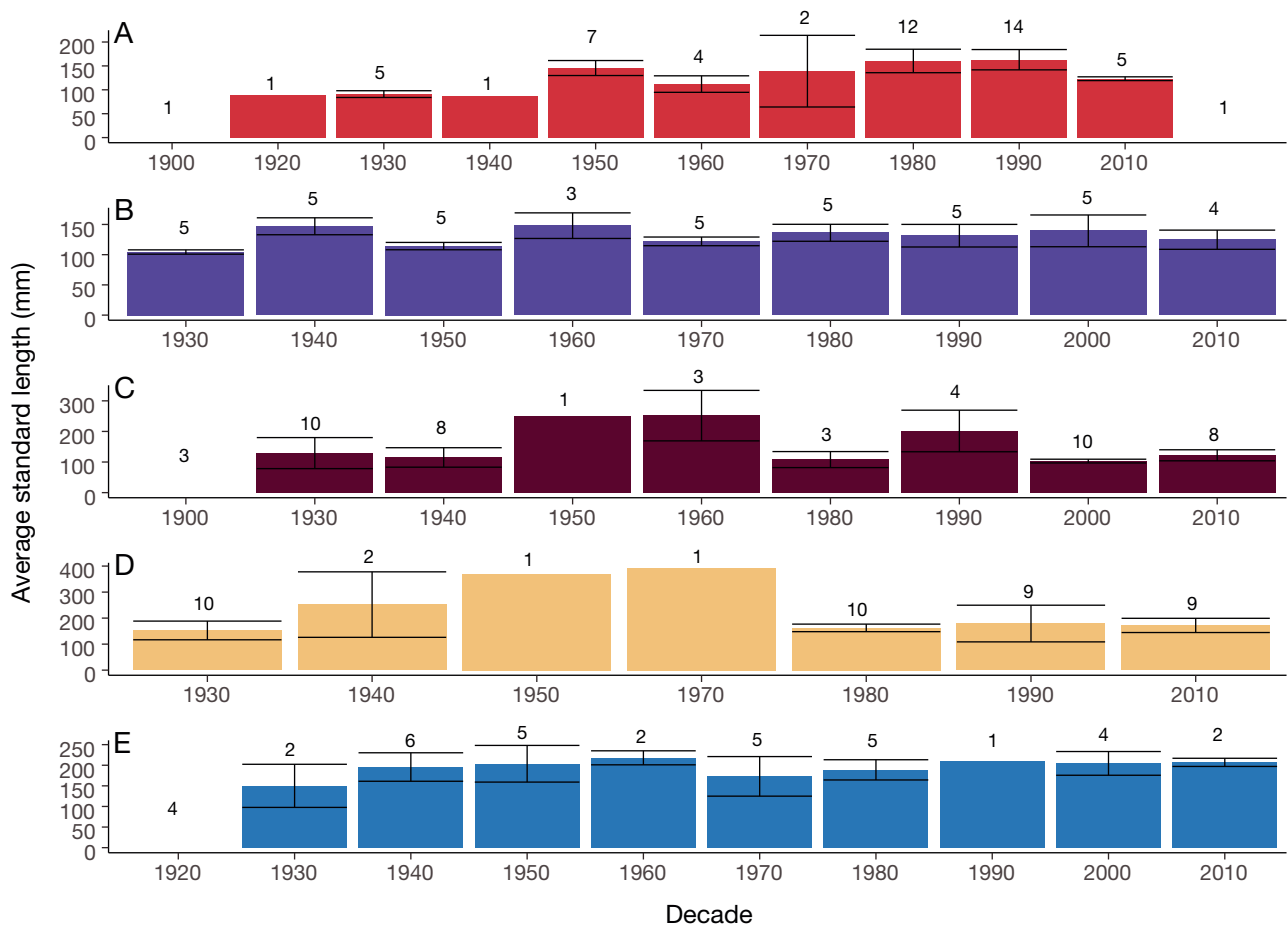 Average standard length (mm)
A
200
150
100
50
0
1 1 5 1 7 4 2 12 14 5 1
1900 1920 1930 1940 1950 1960 1970 1980 1990 2010
B
150
100
50
0
5 5 5 3 5 5 5 5 4
1930 1940 1950 1960 1970 1980 1990 2000 2010
C
300
200
100
0
3 10 8 1 3 3 4 10 8
1900 1930 1940 1950 1960 1980 1990 2000 2010
D
400
300
200
100
0
10 2 1 1 10 9 9
1930 1940 1950 1970 1980 1990 2010
E
250
200
150
100
50
0
4 2 6 5 2 5 5 1 4 2
1920 1930 1940 1950 1960 1970 1980 1990 2000 2010
Decade